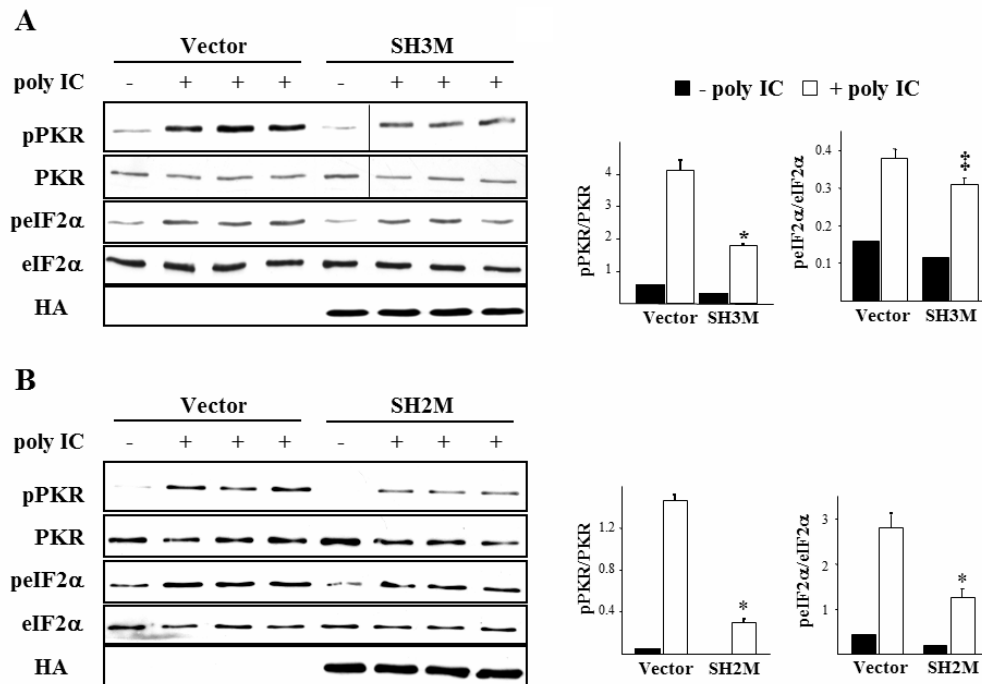 A
Vector SH3M
poly IC - + + + - + + +
pPKR
PKR
peIF2α
eIF2α
HA
- poly IC + poly IC
pPKR/PKR
4
3
2
1
*
Vector SH3M
peIF2α/eIF2α
0.4
0.3
0.2
0.1
‡
Vector SH3M
B
Vector SH2M
poly IC - + + + - + + +
pPKR
PKR
peIF2α
eIF2α
HA
pPKR/PKR
1.2
0.8
0.4
*
Vector SH2M
peIF2α/eIF2α
3
2
1
*
Vector SH2M